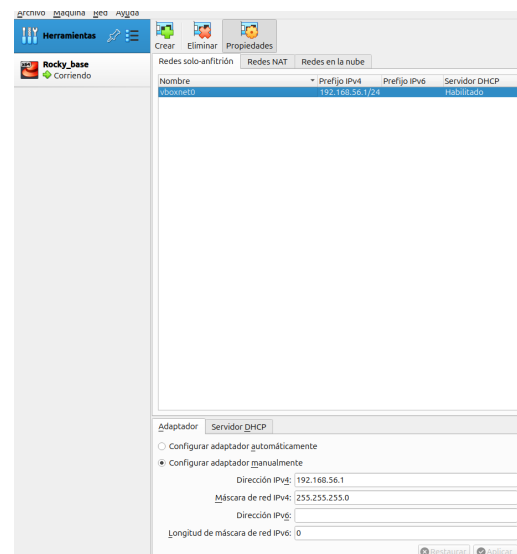 Archivo Máquina Red Ayuda
Herramientas
Crear Eliminar Propiedades
Rocky_base
Corriendo
Redes solo-anfitrión Redes NAT Redes en la nube
Nombre Prefijo IPv4 Prefijo IPv6 Servidor DHCP
vboxnet0 192.168.56.1/24 Habilitado
Adaptador Servidor DHCP
Configurar adaptador automáticamente
Configurar adaptador manualmente
Dirección IPv4: 192.168.56.1
Máscara de red IPv4: 255.255.255.0
Dirección IPv6:
Longitud de máscara de red IPv6: 0
Restaurar Aplicar